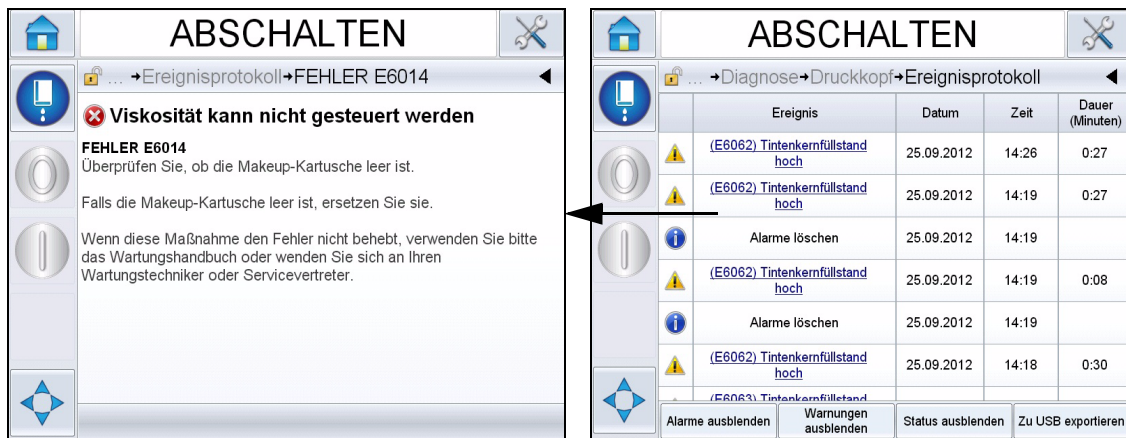 ABSCHALTEN
... →Ereignisprotokoll→FEHLER E6014
Viskosität kann nicht gesteuert werden
FEHLER E6014
Überprüfen Sie, ob die Makeup-Kartusche leer ist.
Falls die Makeup-Kartusche leer ist, ersetzen Sie sie.
Wenn diese Maßnahme den Fehler nicht behebt, verwenden Sie bitte
das Wartungshandbuch oder wenden Sie sich an Ihren
Wartungstechniker oder Servicevertreter.
ABSCHALTEN
... →Diagnose→Druckkopf→Ereignisprotokoll
Ereignis Datum Zeit Dauer
(Minuten)
(E6062) Tintenkernfüllstand
hoch 25.09.2012 14:26 0:27
(E6062) Tintenkernfüllstand
hoch 25.09.2012 14:19 0:27
Alarme löschen 25.09.2012 14:19
(E6062) Tintenkernfüllstand
hoch 25.09.2012 14:19 0:08
Alarme löschen 25.09.2012 14:19
(E6062) Tintenkernfüllstand
hoch 25.09.2012 14:18 0:30
(E6063) Tintenkernfüllstand
Alarme ausblenden Warnungen
ausblenden Status ausblenden Zu USB exportieren